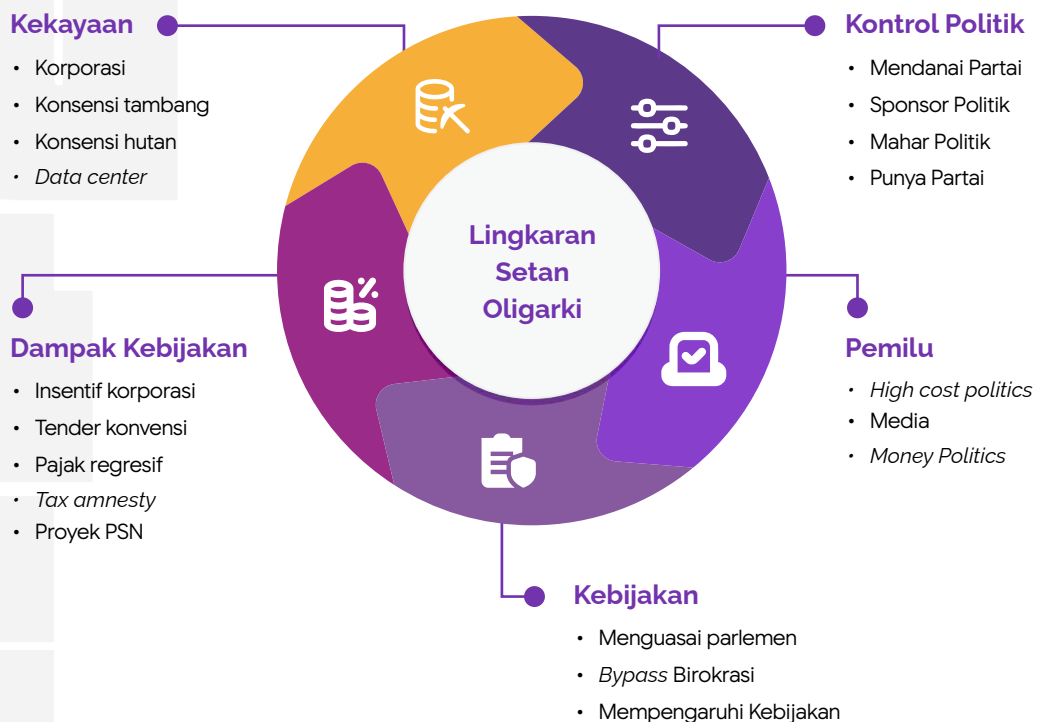 Kekayaan
• Korporasi
• Konsensi tambang
• Konsensi hutan
• Data center
Kontrol Politik
• Mendanai Partai
• Sponsor Politik
• Mahar Politik
• Punya Partai
Lingkaran
Setan
Oligarki
Dampak Kebijakan
• Insentif korporasi
• Tender konvensi
• Pajak regresif
• Tax amnesty
• Proyek PSN
Pemilu
• High cost politics
• Media
• Money Politics
Kebijakan
• Menguasai parlemen
• Bypass Birokrasi
• Mempengaruhi Kebijakan